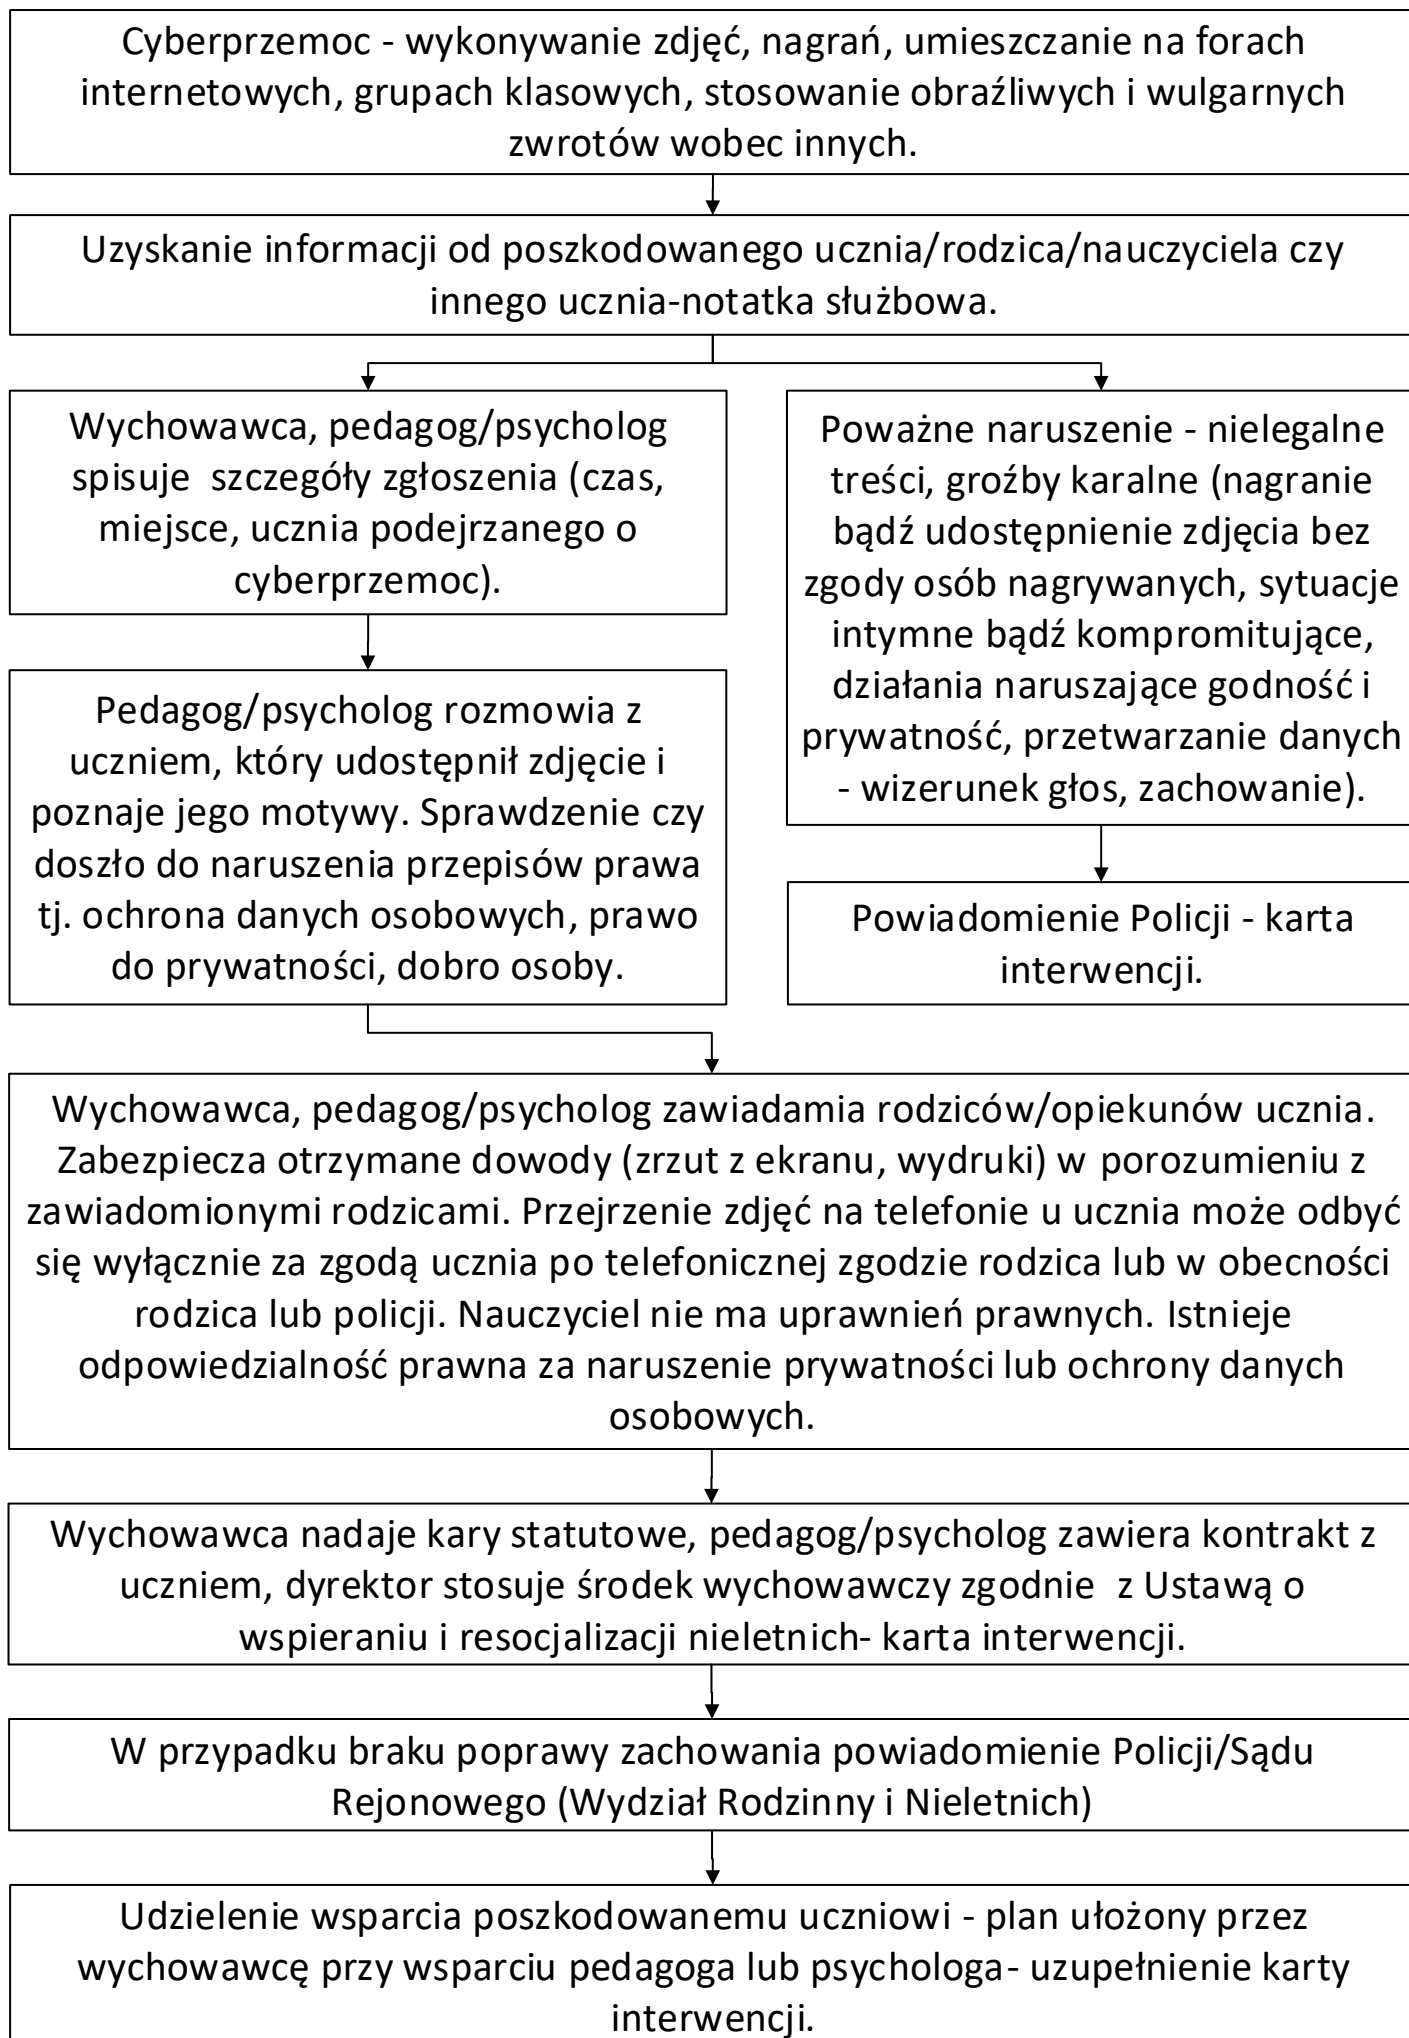 Cyberprzemoc - wykonywanie zdjęć, nagrań, umieszczanie na forach
internetowych, grupach klasowych, stosowanie obraźliwych i wulgarnych
zwrotów wobec innych.
Uzyskanie informacji od poszkodowanego ucznia/rodzica/nauczyciela czy
innego ucznia-notatka służbowa.
Wychowawca, pedagog/psycholog
spisuje  szczegóły zgłoszenia (czas,
miejsce, ucznia podejrzanego o
cyberprzemoc).
Poważne naruszenie - nielegalne
treści, groźby karalne (nagranie
bądź udostępnienie zdjęcia bez
zgody osób nagrywanych, sytuacje
intymne bądź kompromitujące,
działania naruszające godność i
prywatność, przetwarzanie danych
- wizerunek głos, zachowanie).
Pedagog/psycholog rozmowia z
uczniem, który udostępnił zdjęcie i
poznaje jego motywy. Sprawdzenie czy
doszło do naruszenia przepisów prawa
tj. ochrona danych osobowych, prawo
do prywatności, dobro osoby.
Powiadomienie Policji - karta
interwencji.
Wychowawca, pedagog/psycholog zawiadamia rodziców/opiekunów ucznia.
Zabezpiecza otrzymane dowody (zrzut z ekranu, wydruki) w porozumieniu z
zawiadomionymi rodzicami. Przejrzenie zdjęć na telefonie u ucznia może odbyć
się wyłącznie za zgodą ucznia po telefonicznej zgodzie rodzica lub w obecności
rodzica lub policji. Nauczyciel nie ma uprawnień prawnych. Istnieje
odpowiedzialność prawna za naruszenie prywatności lub ochrony danych
osobowych.
Wychowawca nadaje kary statutowe, pedagog/psycholog zawiera kontrakt z
uczniem, dyrektor stosuje środek wychowawczy zgodnie  z Ustawą o
wspieraniu i resocjalizacji nieletnich- karta interwencji.
W przypadku braku poprawy zachowania powiadomienie Policji/Sądu
Rejonowego (Wydział Rodzinny i Nieletnich)
Udzielenie wsparcia poszkodowanemu uczniowi - plan ułożony przez
wychowawcę przy wsparciu pedagoga lub psychologa- uzupełnienie karty
interwencji.